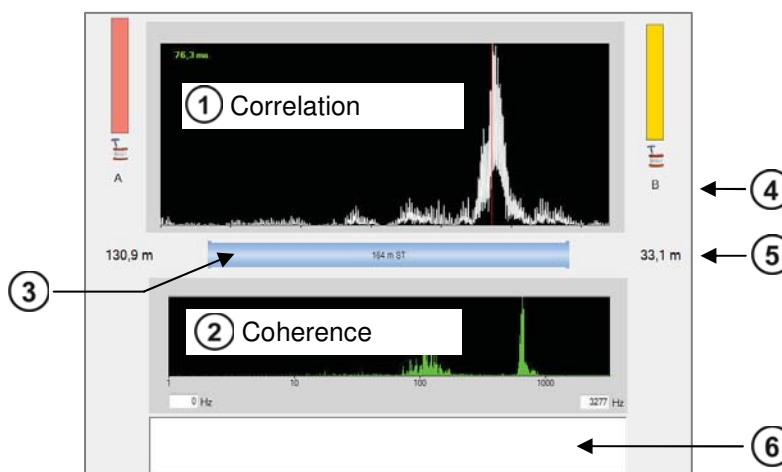 76,3 ms
1 Correlation
A
B
4
130,9 m
164 m ST
33,1 m
5
3
2 Coherence
1
10
100
1000
0 Hz
3277 Hz
6